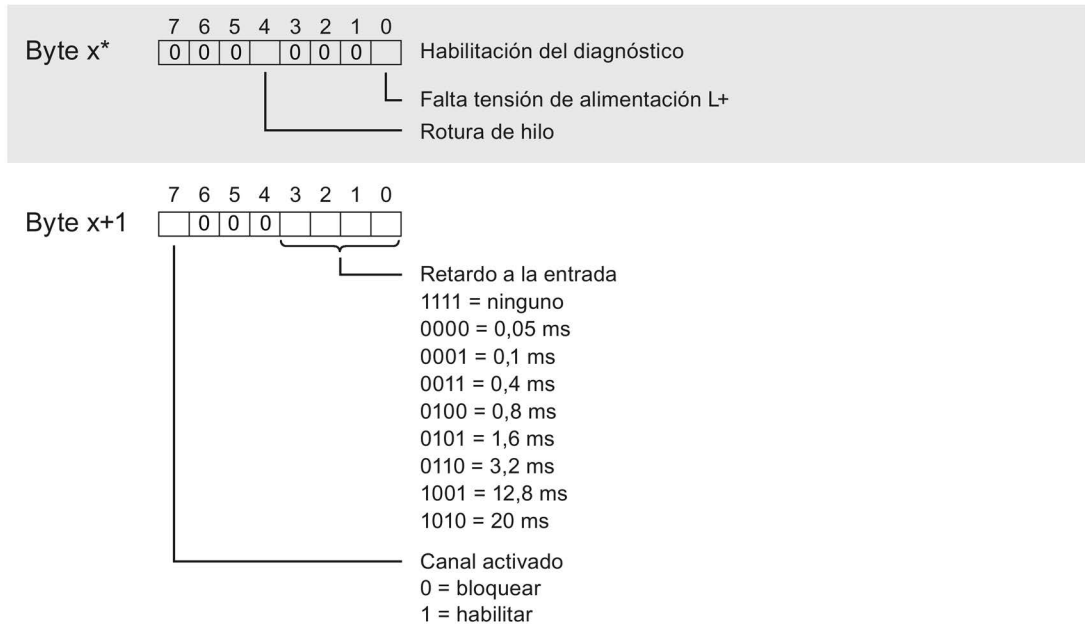 7 6 5 4 3 2 1 0
Byte x* 0 0 0 0 0 0 Habilitación del diagnóstico
Falta tensión de alimentación L+
Rotura de hilo
7 6 5 4 3 2 1 0
Byte x+1 0 0 0
Retardo a la entrada
1111 = ninguno
0000 = 0,05 ms
0001 = 0,1 ms
0011 = 0,4 ms
0100 = 0,8 ms
0101 = 1,6 ms
0110 = 3,2 ms
1001 = 12,8 ms
1010 = 20 ms
Canal activado
0 = bloquear
1 = habilitar